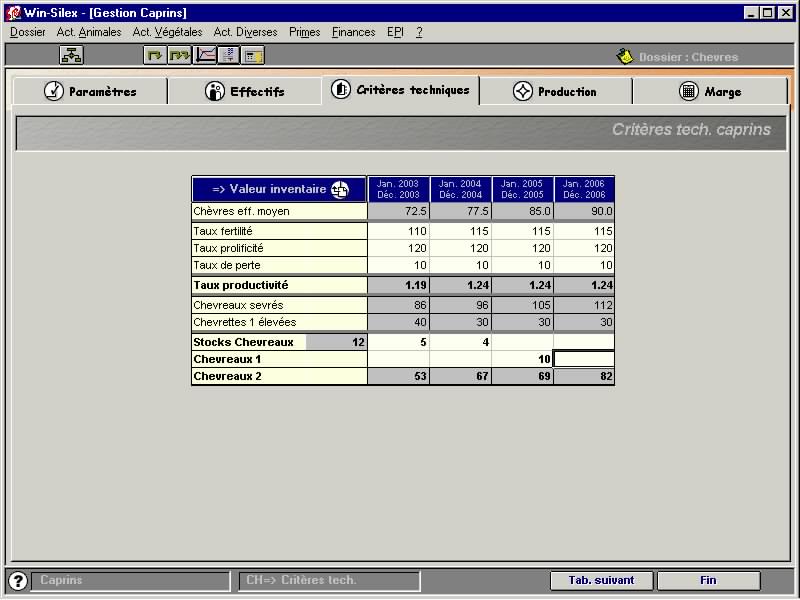 Win-Silex - [Gestion Caprins]
Dossier Act. Animales Act. Végétales Act. Diverses Primes Finances EPI ?
Dossier : Chevres
Paramètres Effectifs Critères techniques Production Marge
Critères tech. caprins
=> Valeur inventaire Jan. 2003 Jan. 2004 Jan. 2005 Jan. 2006
Déc. 2003 Déc. 2004 Déc. 2005 Déc. 2006
Chèvres eff. moyen 72.5 77.5 85.0 90.0
Taux fertilité 110 115 115 115
Taux prolificité 120 120 120 120
Taux de perte 10 10 10 10
Taux productivité 1.19 1.24 1.24 1.24
Chevreaux sevrés 86 96 105 112
Chevrettes 1 élevées 40 30 30 30
Stocks Chevreaux 12 5 4
Chevreaux 1 10
Chevreaux 2 53 67 69 82
? Caprins CH=> Critères tech. Tab. suivant Fin